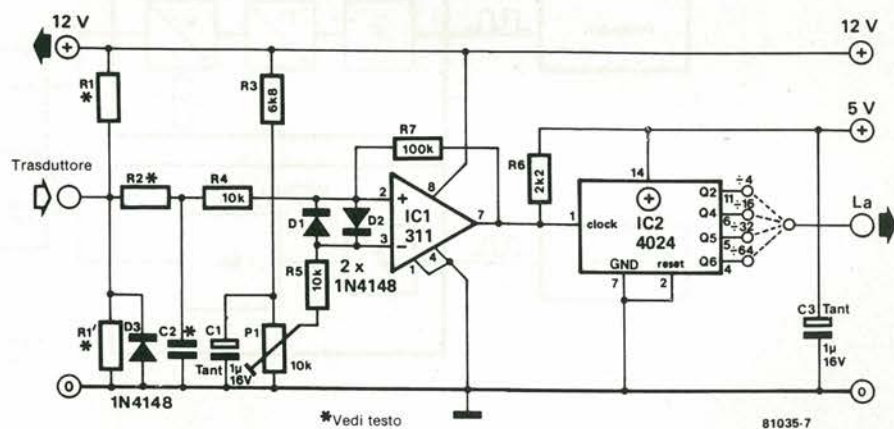 12 V
12 V
R1
*
R3
6k8
R7
100k
5 V
Trasduttore
R2*
R4
10k
R6
2k2
14
8
2
+
IC1
311
7
3
−
4
1
D1
D2
2 x
1N4148
1
clock
IC2
4024
Q2
11
÷4
Q4
6
÷16
Q5
5
÷32
Q6
4
÷64
La
GND
7
reset
2
R5
10k
R1'
*
D3
C2
*
C1
Tant
1µ
16V
P1
10k
C3 Tant
1µ
16V
0
0
1N4148
*Vedi testo
81035-7